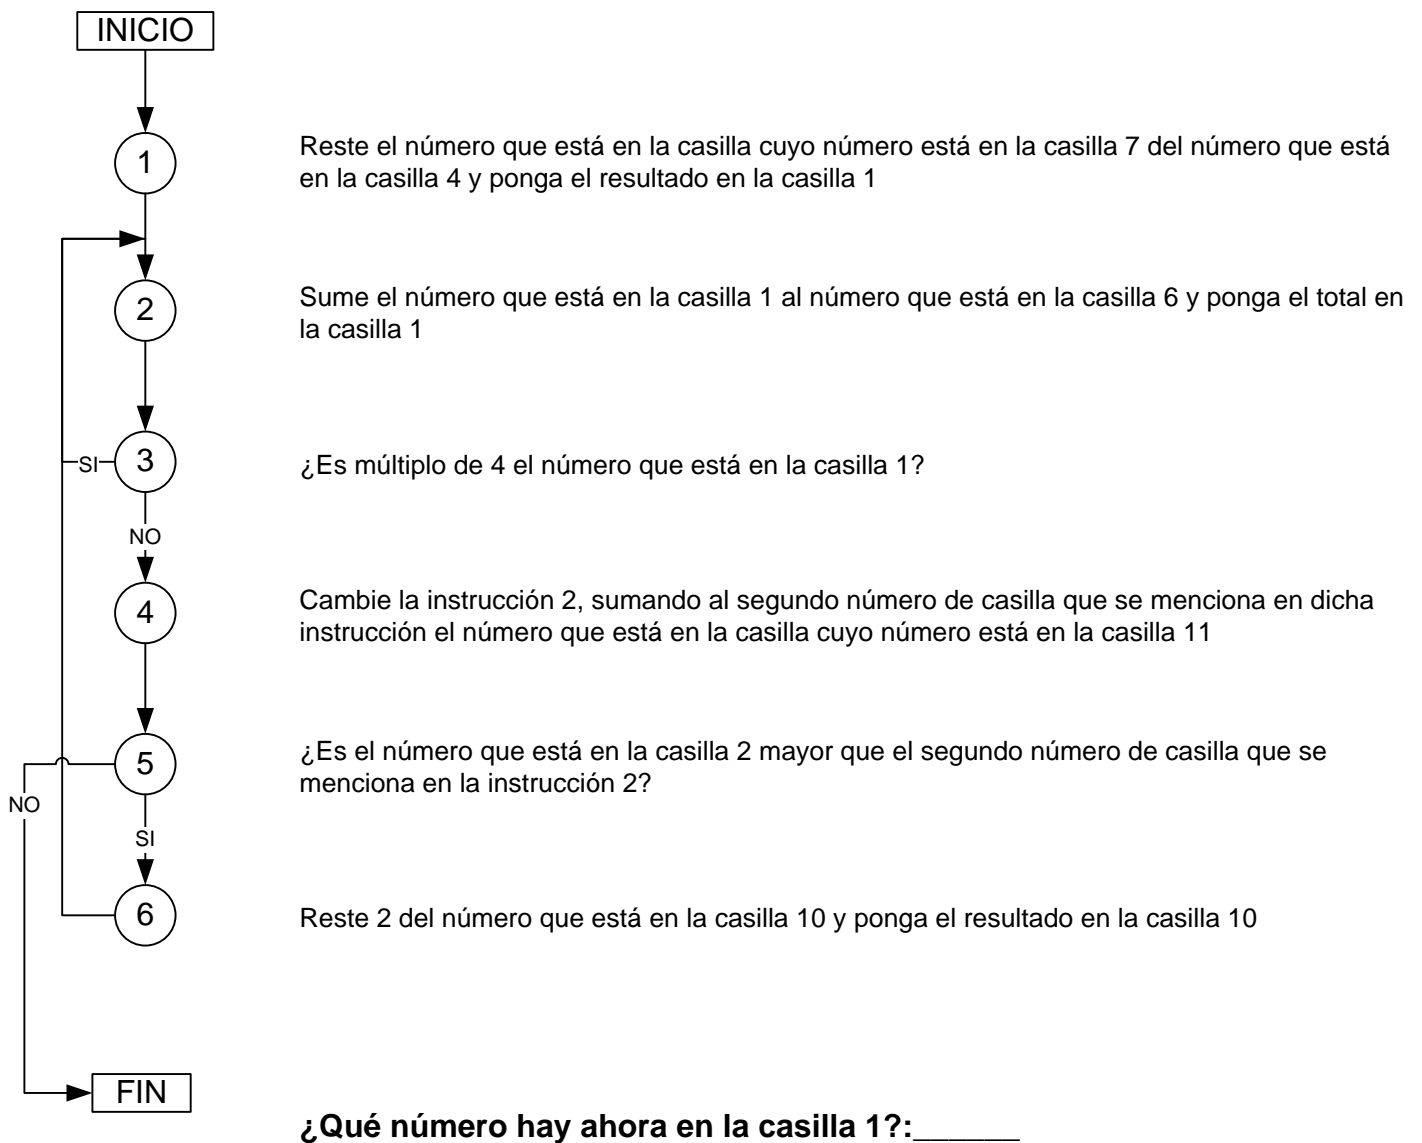 INICIO
1
Reste el número que está en la casilla cuyo número está en la casilla 7 del número que está
en la casilla 4 y ponga el resultado en la casilla 1
2
Sume el número que está en la casilla 1 al número que está en la casilla 6 y ponga el total en
la casilla 1
SI
3
¿Es múltiplo de 4 el número que está en la casilla 1?
NO
4
Cambie la instrucción 2, sumando al segundo número de casilla que se menciona en dicha
instrucción el número que está en la casilla cuyo número está en la casilla 11
5
¿Es el número que está en la casilla 2 mayor que el segundo número de casilla que se
menciona en la instrucción 2?
NO
SI
6
Reste 2 del número que está en la casilla 10 y ponga el resultado en la casilla 10
FIN
¿Qué número hay ahora en la casilla 1?:______